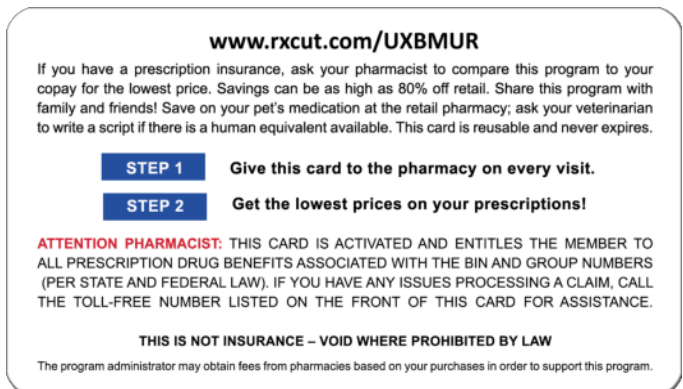 www.rxcut.com/UXBMUR
If you have a prescription insurance, ask your pharmacist to compare this program to your
copay for the lowest price. Savings can be as high as 80% off retail. Share this program with
family and friends! Save on your pet's medication at the retail pharmacy; ask your veterinarian
to write a script if there is a human equivalent available. This card is reusable and never expires.
STEP 1 Give this card to the pharmacy on every visit.
STEP 2 Get the lowest prices on your prescriptions!
ATTENTION PHARMACIST: THIS CARD IS ACTIVATED AND ENTITLES THE MEMBER TO
ALL PRESCRIPTION DRUG BENEFITS ASSOCIATED WITH THE BIN AND GROUP NUMBERS
(PER STATE AND FEDERAL LAW). IF YOU HAVE ANY ISSUES PROCESSING A CLAIM, CALL
THE TOLL-FREE NUMBER LISTED ON THE FRONT OF THIS CARD FOR ASSISTANCE.
THIS IS NOT INSURANCE – VOID WHERE PROHIBITED BY LAW
The program administrator may obtain fees from pharmacies based on your purchases in order to support this program.